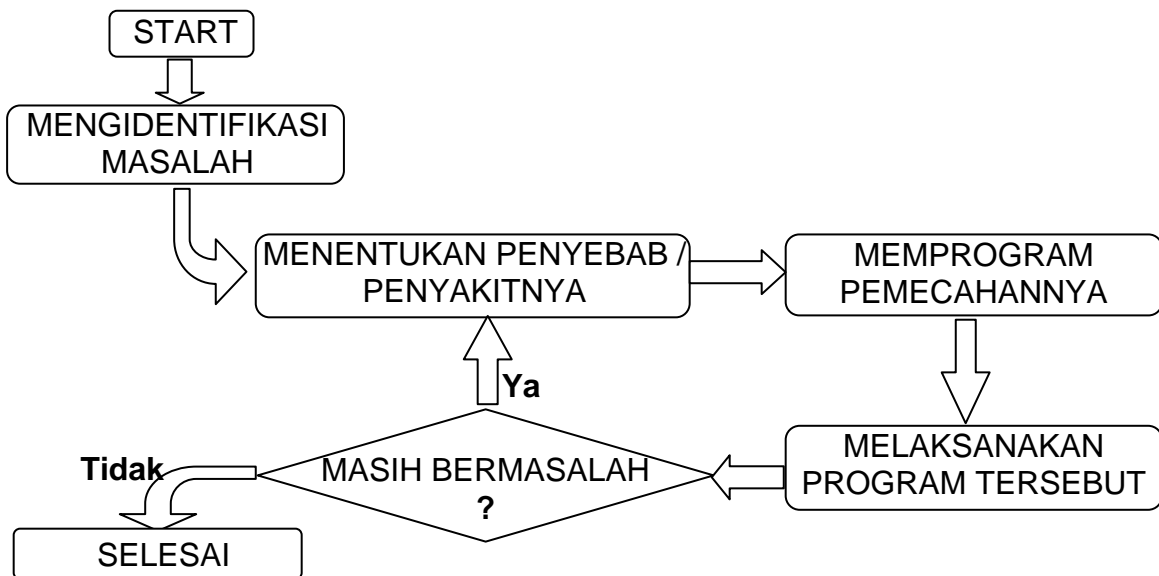 START
MENGIDENTIFIKASI
MASALAH
MENENTUKAN PENYEBAB /
PENYAKITNYA
MEMPROGRAM
PEMECAHANNYA
Ya
MELAKSANAKAN
PROGRAM TERSEBUT
MASIH BERMASALAH
?
Tidak
SELESAI